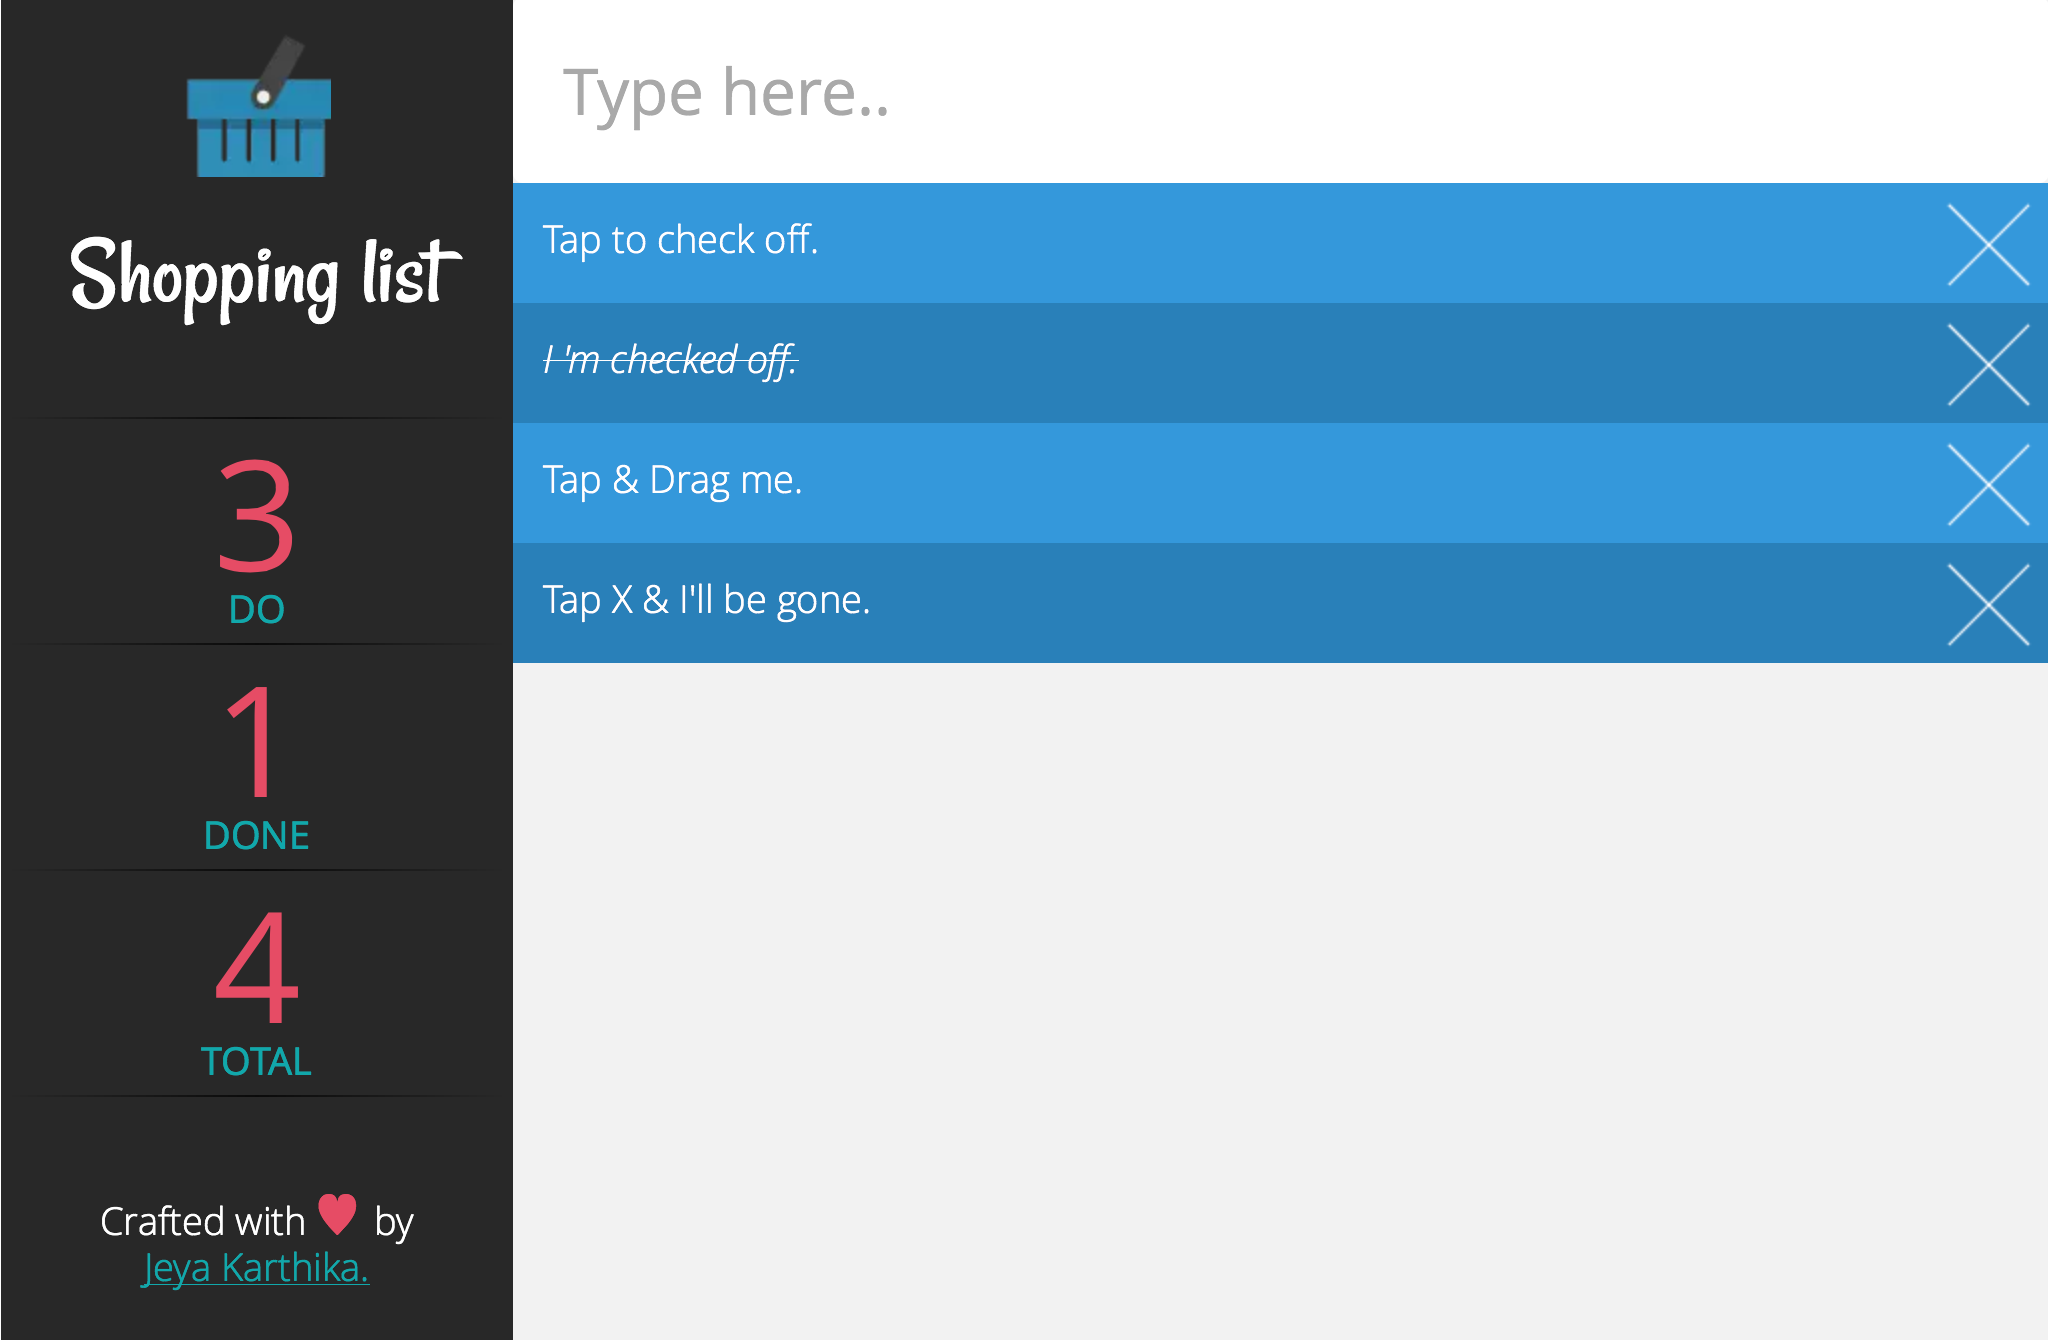 Shopping list
3
DO
1
DONE
4
TOTAL
Crafted with ♥ by
Jeya Karthika.
Type here..
Tap to check off.
I 'm checked off.
Tap & Drag me.
Tap X & I'll be gone.